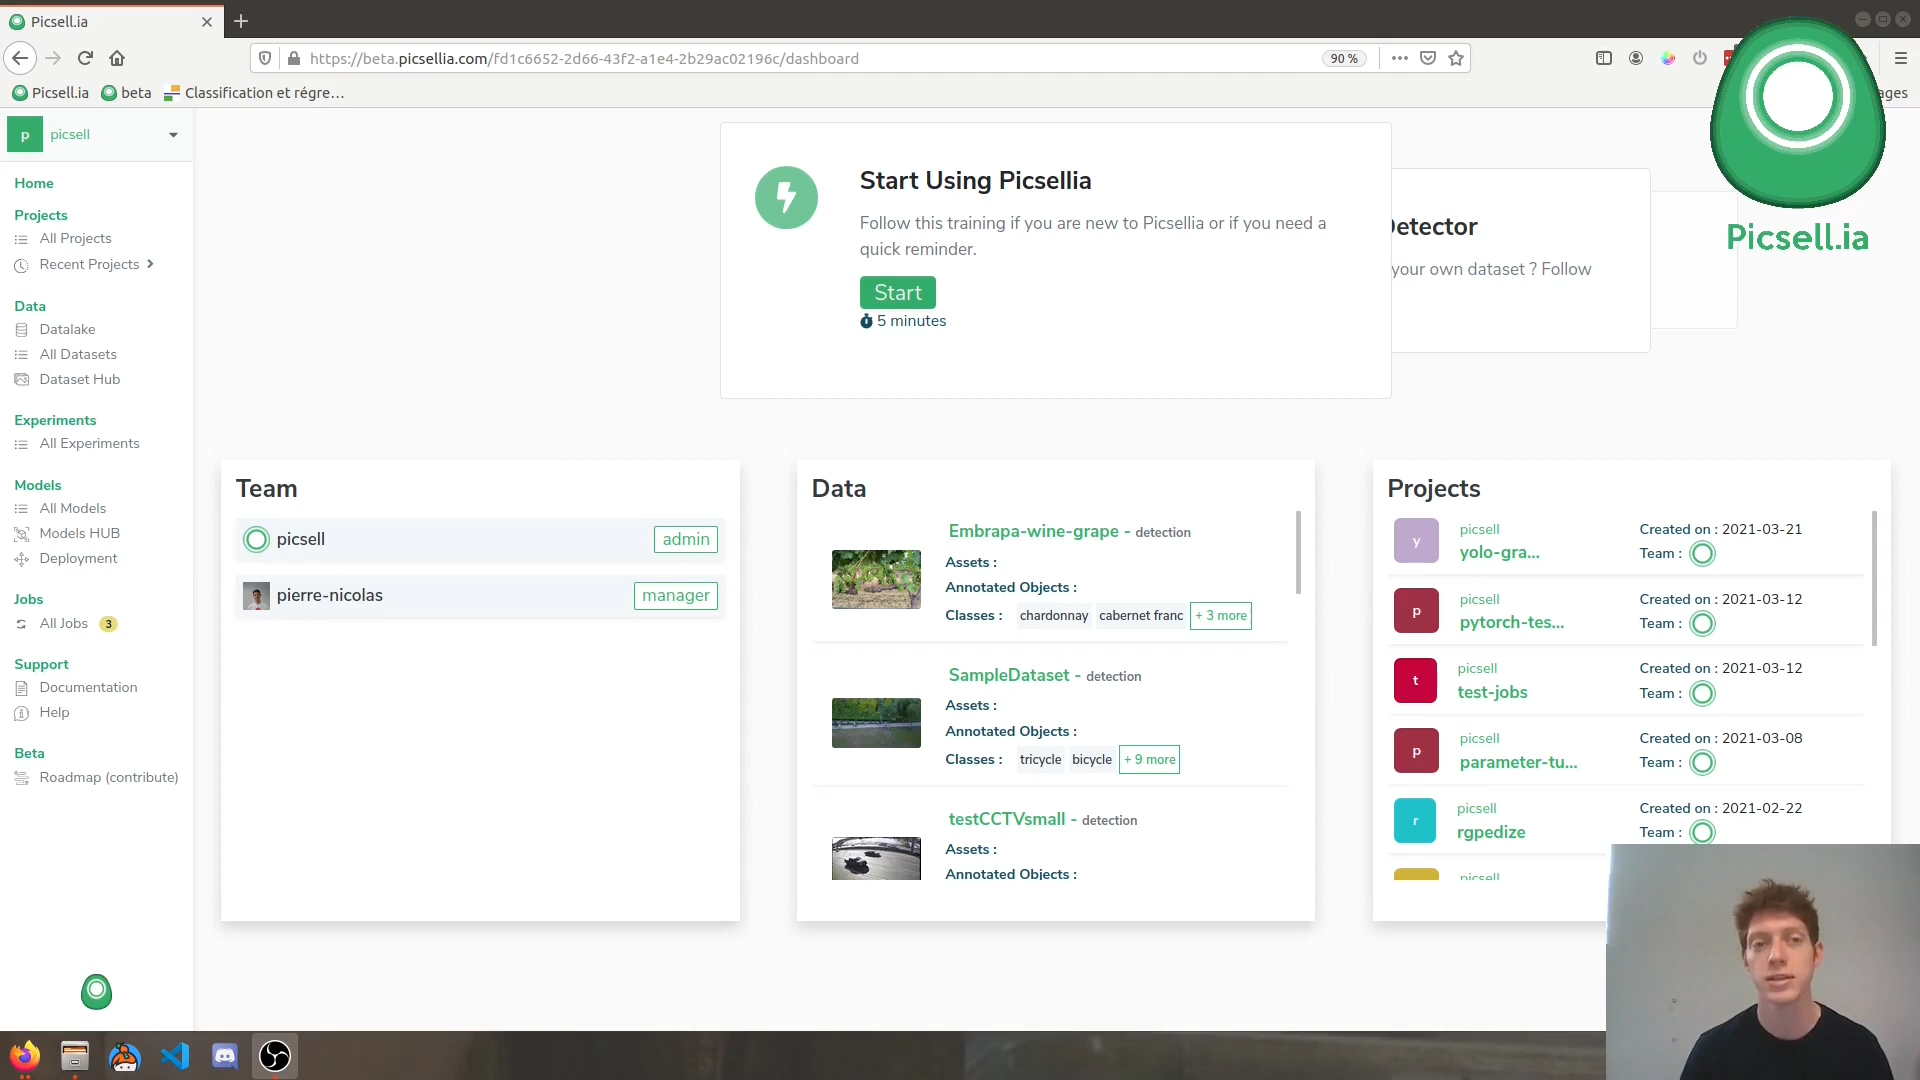 Picsell.ia
https://beta.picsellia.com/fd1c6652-2d66-43f2-a1e4-2b29ac02196c/dashboard
90 %
Picsell.ia
beta
Classification et régre…
ages
p
picsell
Home
Projects
All Projects
Recent Projects
Data
Datalake
All Datasets
Dataset Hub
Experiments
All Experiments
Models
All Models
Models HUB
Deployment
Jobs
All Jobs 3
Support
Documentation
Help
Beta
Roadmap (contribute)
Start Using Picsellia
Follow this training if you are new to Picsellia or if you need a
quick reminder.
Start
5 minutes
Detector
your own dataset ? Follow
Picsell.ia
Team
picsell admin
pierre-nicolas manager
Data
Embrapa-wine-grape - detection
Assets :
Annotated Objects :
Classes : chardonnay cabernet franc + 3 more
SampleDataset - detection
Assets :
Annotated Objects :
Classes : tricycle bicycle + 9 more
testCCTVsmall - detection
Assets :
Annotated Objects :
Projects
y
picsell
yolo-gra...
Created on : 2021-03-21
Team :
p
picsell
pytorch-tes...
Created on : 2021-03-12
Team :
t
picsell
test-jobs
Created on : 2021-03-12
Team :
p
picsell
parameter-tu...
Created on : 2021-03-08
Team :
r
picsell
rgpedize
Created on : 2021-02-22
Team :
picsell